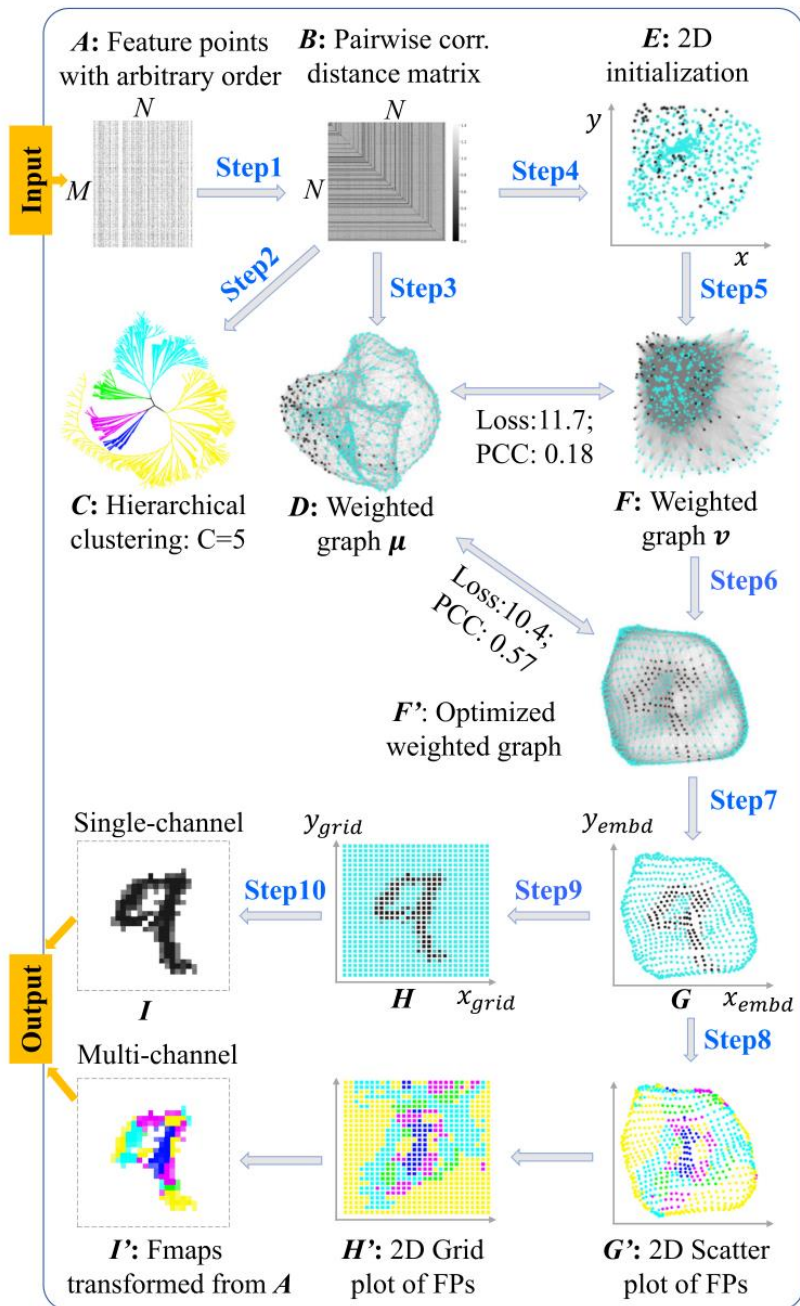 A: Feature points
with arbitrary order
B: Pairwise corr.
distance matrix
E: 2D
initialization
N
M
Input
Step1
N
N
Step4
y
x
Step2
Step3
Step5
Loss:11.7;
PCC: 0.18
C: Hierarchical
clustering: C=5
D: Weighted
graph μ
F: Weighted
graph v
Step6
Loss:10.4;
PCC: 0.57
F’: Optimized
weighted graph
Step7
Single-channel
y_grid
y_embd
Step10
Step9
I
H
x_grid
G
x_embd
Output
Step8
Multi-channel
I’: Fmaps
transformed from A
H’: 2D Grid
plot of FPs
G’: 2D Scatter
plot of FPs